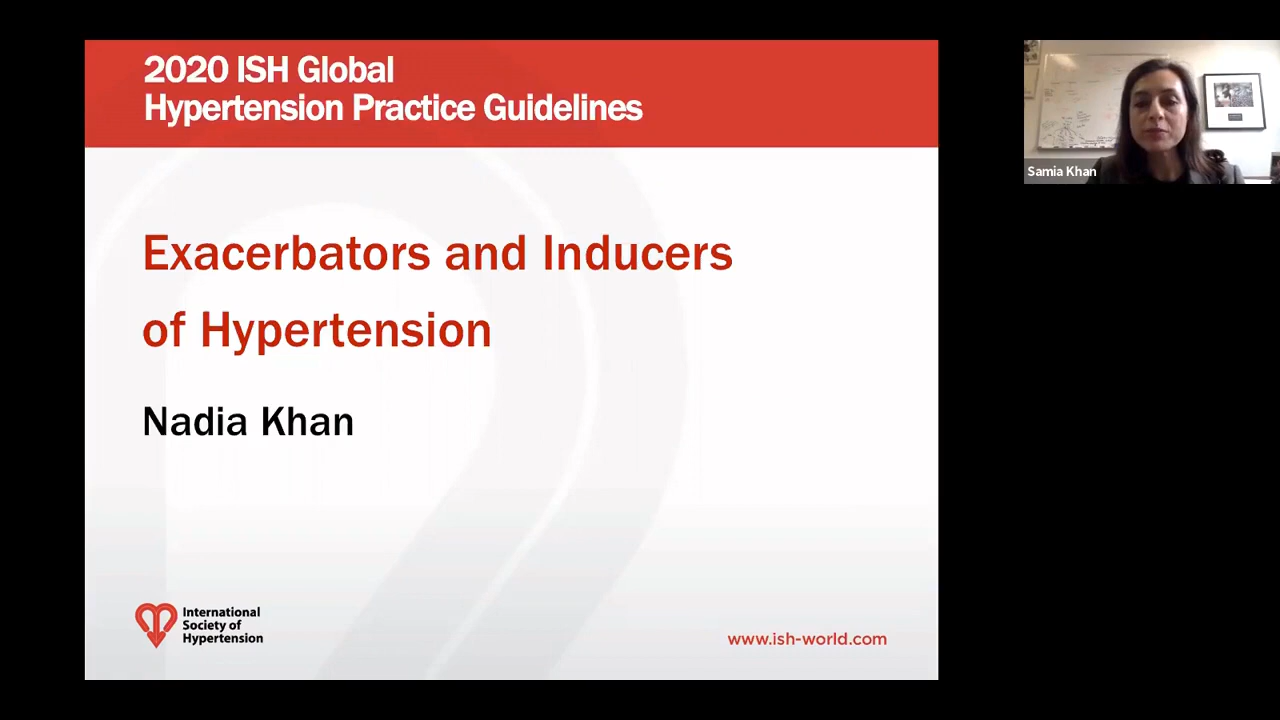 2020 ISH Global
Hypertension Practice Guidelines
Exacerbators and Inducers
of Hypertension
Nadia Khan
International
Society of
Hypertension
www.ish-world.com
Samia Khan